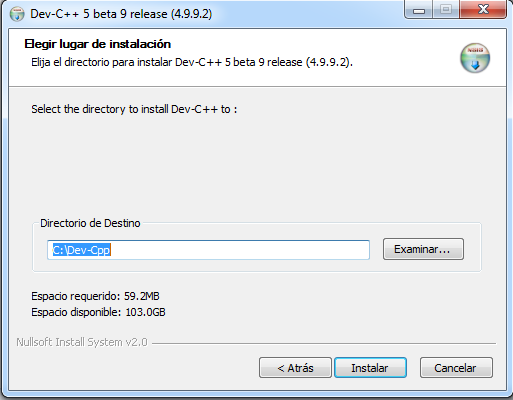 Dev-C++ 5 beta 9 release (4.9.9.2)
Elegir lugar de instalación
Elija el directorio para instalar Dev-C++ 5 beta 9 release (4.9.9.2).
Select the directory to install Dev-C++ to :
Directorio de Destino
C:\Dev-Cpp
Examinar...
Espacio requerido: 59.2MB
Espacio disponible: 103.0GB
Nullsoft Install System v2.0
< Atrás
Instalar
Cancelar